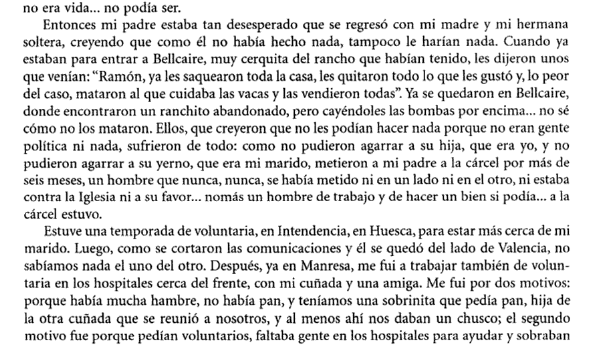 no era vida... no podía ser.
Entonces mi padre estaba tan desesperado que se regresó con mi madre y mi hermana
soltera, creyendo que como él no había hecho nada, tampoco le harían nada. Cuando ya
estaban para entrar a Bellcaire, muy cerquita del rancho que habían tenido, les dijeron unos
que venían: “Ramón, ya les saquearon toda la casa, les quitaron todo lo que les gustó y, lo peor
del caso, mataron al que cuidaba las vacas y las vendieron todas”. Ya se quedaron en Bellcaire,
donde encontraron un ranchito abandonado, pero cayéndoles las bombas por encima... no sé
cómo no los mataron. Ellos, que creyeron que no les podían hacer nada porque no eran gente
política ni nada, sufrieron de todo: como no pudieron agarrar a su hija, que era yo, y no
pudieron agarrar a su yerno, que era mi marido, metieron a mi padre a la cárcel por más de
seis meses, un hombre que nunca, nunca, se había metido ni en un lado ni en el otro, ni estaba
contra la Iglesia ni a su favor... nomás un hombre de trabajo y de hacer un bien si podía... a la
cárcel estuvo.
Estuve una temporada de voluntaria, en Intendencia, en Huesca, para estar más cerca de mi
marido. Luego, como se cortaron las comunicaciones y él se quedó del lado de Valencia, no
sabíamos nada el uno del otro. Después, ya en Manresa, me fui a trabajar también de volun-
taria en los hospitales cerca del frente, con mi cuñada y una amiga. Me fui por dos motivos:
porque había mucha hambre, no había pan, y teníamos una sobrinita que pedía pan, hija de
la otra cuñada que se reunió a nosotros, y al menos ahí nos daban un chusco; el segundo
motivo fue porque pedían voluntarios, faltaba gente en los hospitales para ayudar y sobraban